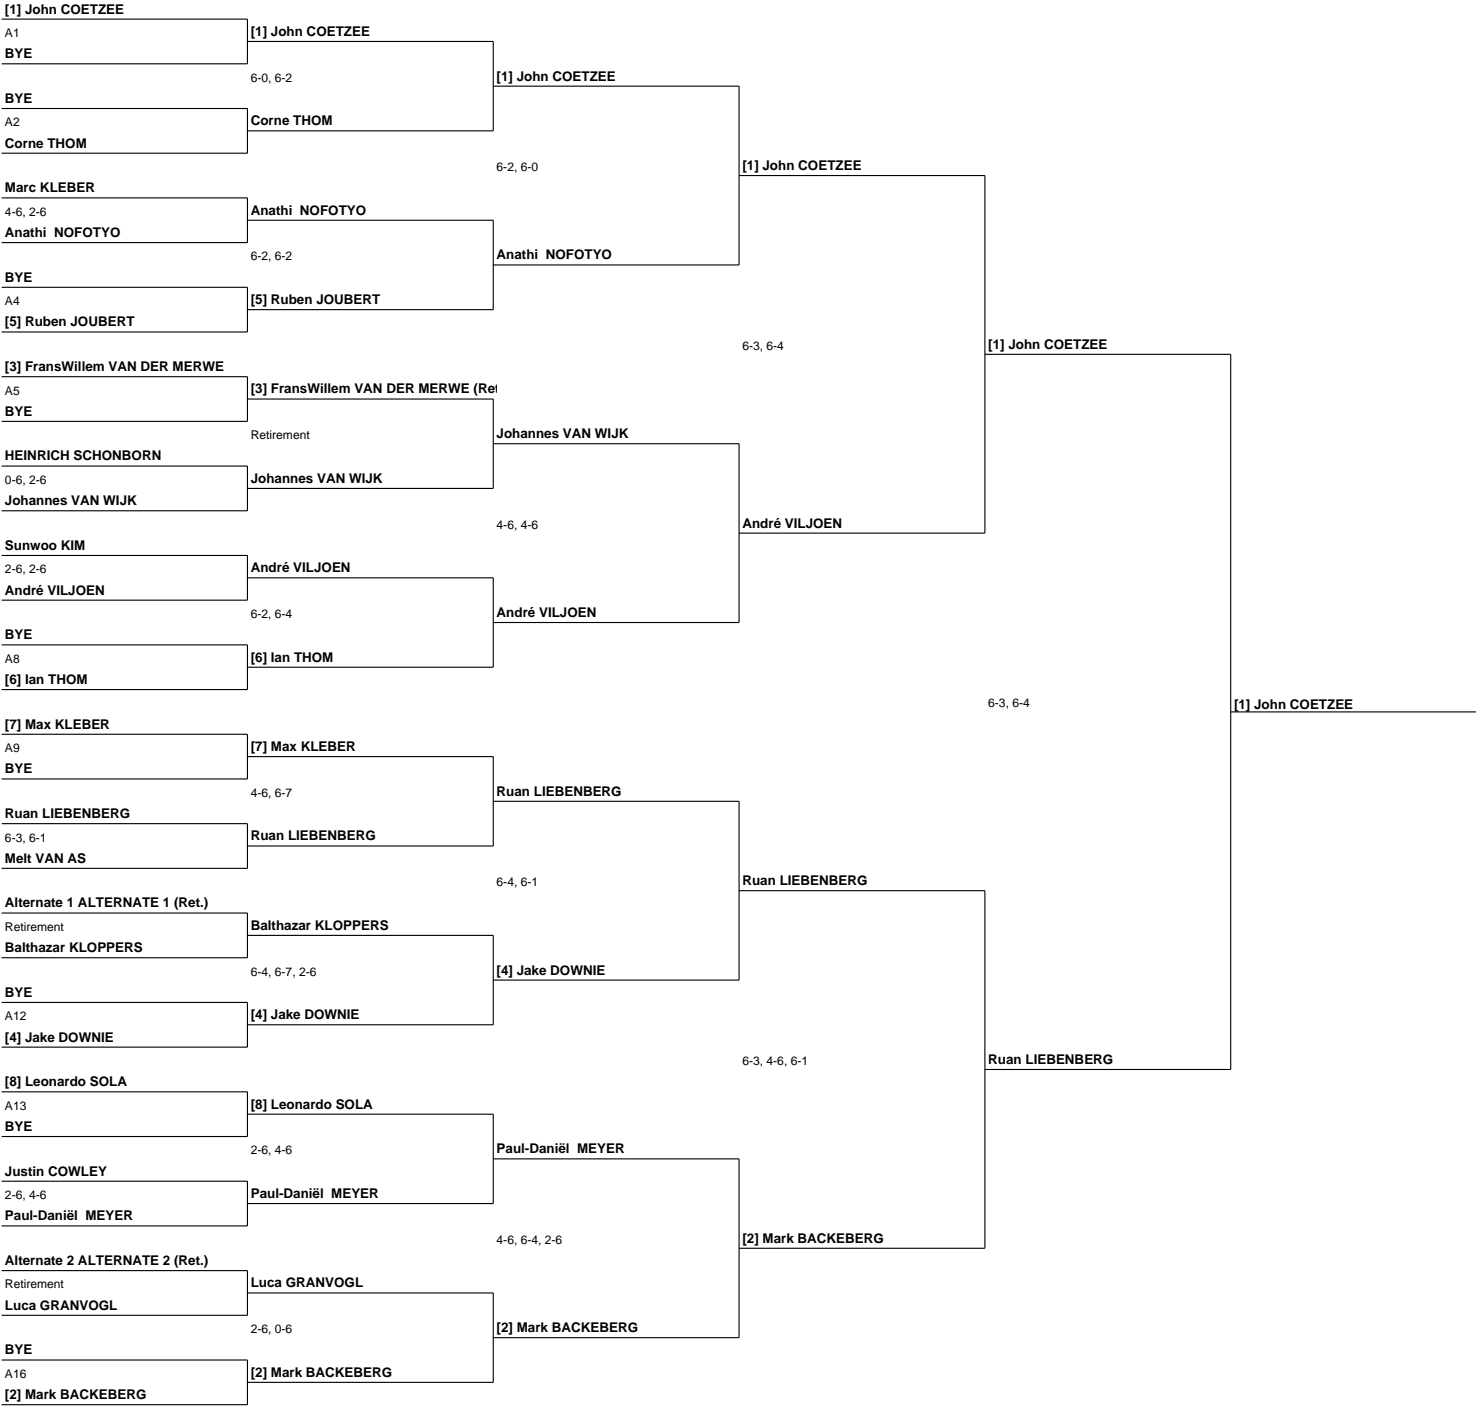 [1] John COETZEE
A1
BYE
BYE
A2
Corne THOM
Marc KLEBER
4-6, 2-6
Anathi  NOFOTYO
BYE
A4
[5] Ruben JOUBERT
[3] FransWillem VAN DER MERWE
A5
BYE
HEINRICH SCHONBORN
0-6, 2-6
Johannes VAN WIJK
Sunwoo KIM
2-6, 2-6
André VILJOEN
BYE
A8
[6] Ian THOM
[7] Max KLEBER
A9
BYE
Ruan LIEBENBERG
6-3, 6-1
Melt VAN AS
Alternate 1 ALTERNATE 1 (Ret.)
Retirement
Balthazar KLOPPERS
BYE
A12
[4] Jake DOWNIE
[8] Leonardo SOLA
A13
BYE
Justin COWLEY
2-6, 4-6
Paul-Daniël  MEYER
Alternate 2 ALTERNATE 2 (Ret.)
Retirement
Luca GRANVOGL
BYE
A16
[2] Mark BACKEBERG
[1] John COETZEE
6-0, 6-2
Corne THOM
Anathi  NOFOTYO
6-2, 6-2
[5] Ruben JOUBERT
[3] FransWillem VAN DER MERWE (Ret
Retirement
Johannes VAN WIJK
André VILJOEN
6-2, 6-4
[6] Ian THOM
[7] Max KLEBER
4-6, 6-7
Ruan LIEBENBERG
Balthazar KLOPPERS
6-4, 6-7, 2-6
[4] Jake DOWNIE
[8] Leonardo SOLA
2-6, 4-6
Paul-Daniël  MEYER
Luca GRANVOGL
2-6, 0-6
[2] Mark BACKEBERG
[1] John COETZEE
6-2, 6-0
Anathi  NOFOTYO
Johannes VAN WIJK
4-6, 4-6
André VILJOEN
Ruan LIEBENBERG
6-4, 6-1
[4] Jake DOWNIE
Paul-Daniël  MEYER
4-6, 6-4, 2-6
[2] Mark BACKEBERG
[1] John COETZEE
6-3, 6-4
André VILJOEN
Ruan LIEBENBERG
6-3, 4-6, 6-1
[2] Mark BACKEBERG
[1] John COETZEE
6-3, 6-4
Ruan LIEBENBERG
[1] John COETZEE